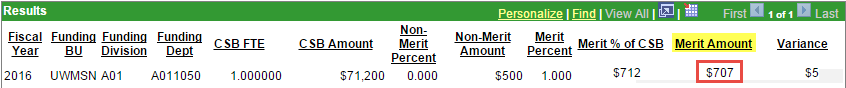 Results
Personalize | Find | View All | First 1 of 1 Last
Fiscal Year Funding BU Funding Division Funding Dept CSB FTE CSB Amount Non-Merit Percent Non-Merit Amount Merit Percent Merit % of CSB Merit Amount Variance
2016 UWMSN A01 A011050 1.000000 $71,200 0.000 $500 1.000 $712 $707 $5